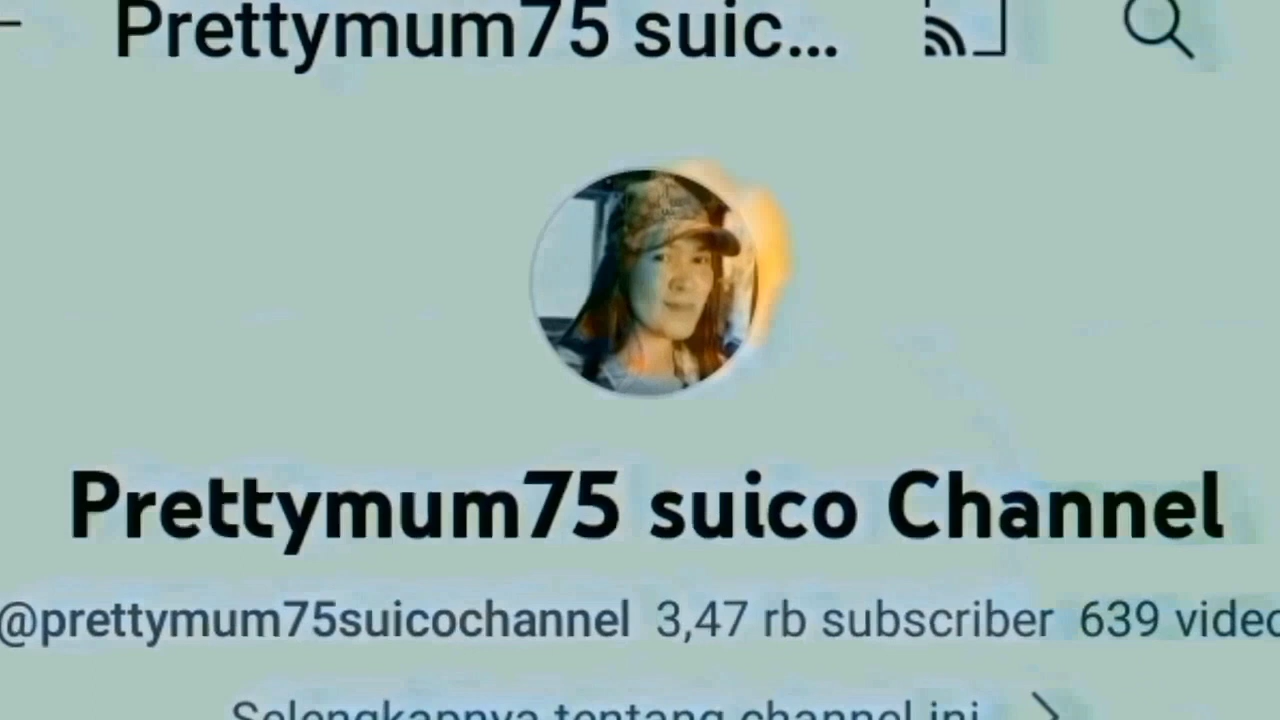 Prettymum75 suic...
Prettymum75 suico Channel
@prettymum75suicochannel 3,47 rb subscriber 639 video
Selengkapnya tentang channel ini